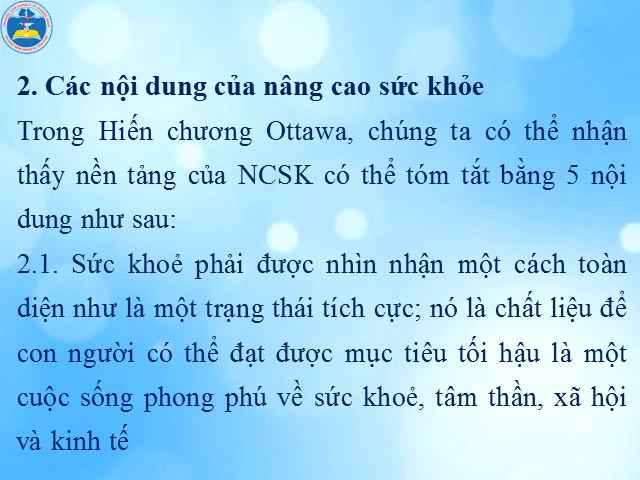 2. Các nội dung của nâng cao sức khỏe
Trong Hiến chương Ottawa, chúng ta có thể nhận
thấy nền tảng của NCSK có thể tóm tắt bằng 5 nội
dung như sau:
2.1. Sức khoẻ phải được nhìn nhận một cách toàn
diện như là một trạng thái tích cực; nó là chất liệu để
con người có thể đạt được mục tiêu tối hậu là một
cuộc sống phong phú về sức khoẻ, tâm thần, xã hội
và kinh tế